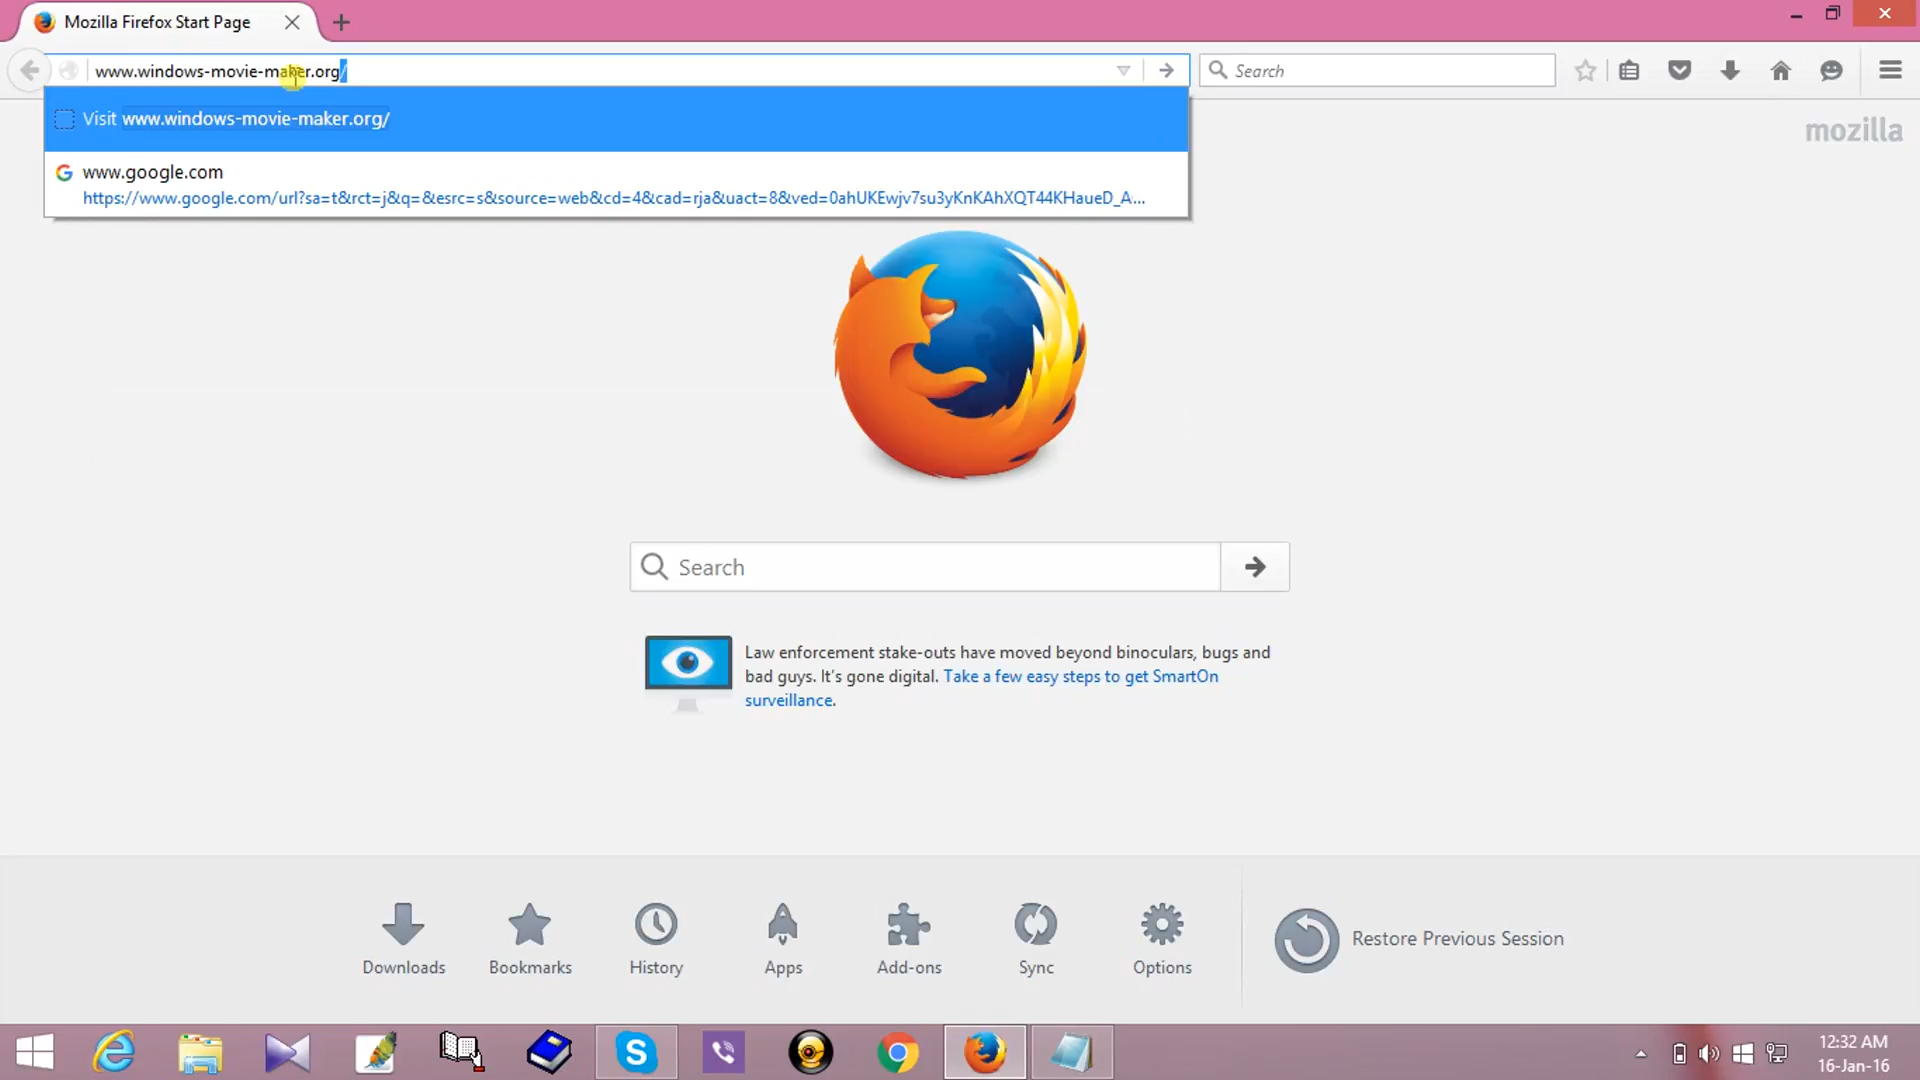 Mozilla Firefox Start Page
www.windows-movie-maker.org/
Search
Visit www.windows-movie-maker.org/
www.google.com
https://www.google.com/url?sa=t&rct=j&q=&esrc=s&source=web&cd=4&cad=rja&uact=8&ved=0ahUKEwjv7su3yKnKAhXQT44KHaueD_A...
mozilla
Search
Law enforcement stake-outs have moved beyond binoculars, bugs and
bad guys. It's gone digital. Take a few easy steps to get SmartOn
surveillance.
Downloads
Bookmarks
History
Apps
Add-ons
Sync
Options
Restore Previous Session
12:32 AM
16-Jan-16